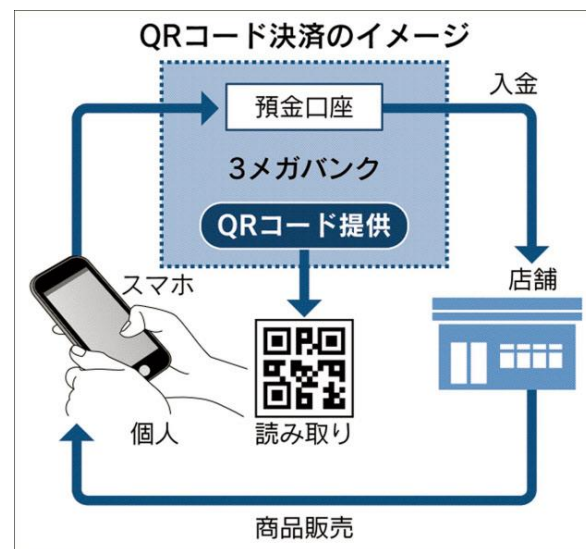 QRコード決済のイメージ
入金
預金口座
3メガバンク
QRコード提供
スマホ
店舗
個人
読み取り
商品販売